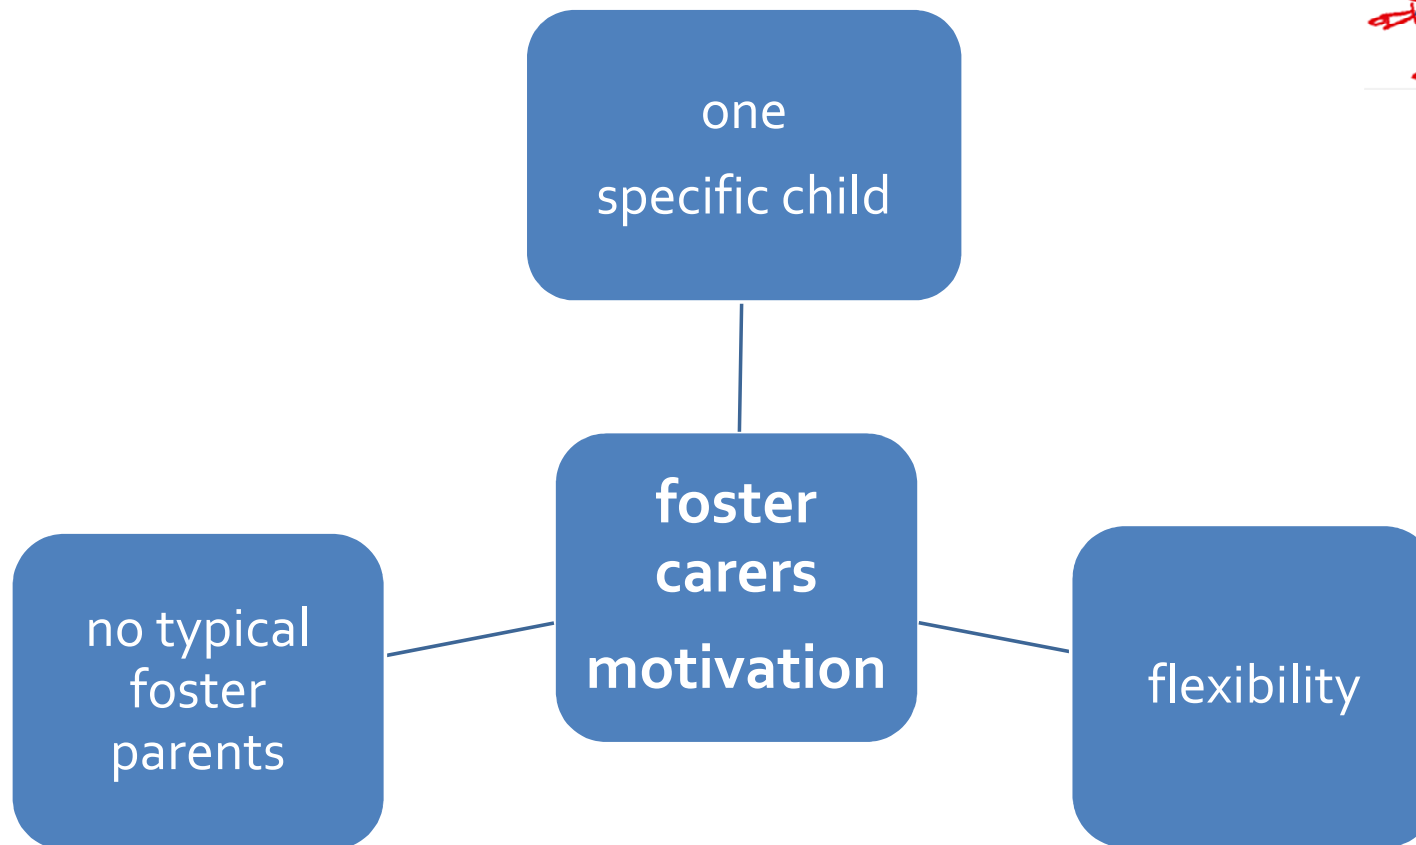 one
specific child
foster
carers
motivation
no typical
foster
parents
flexibility